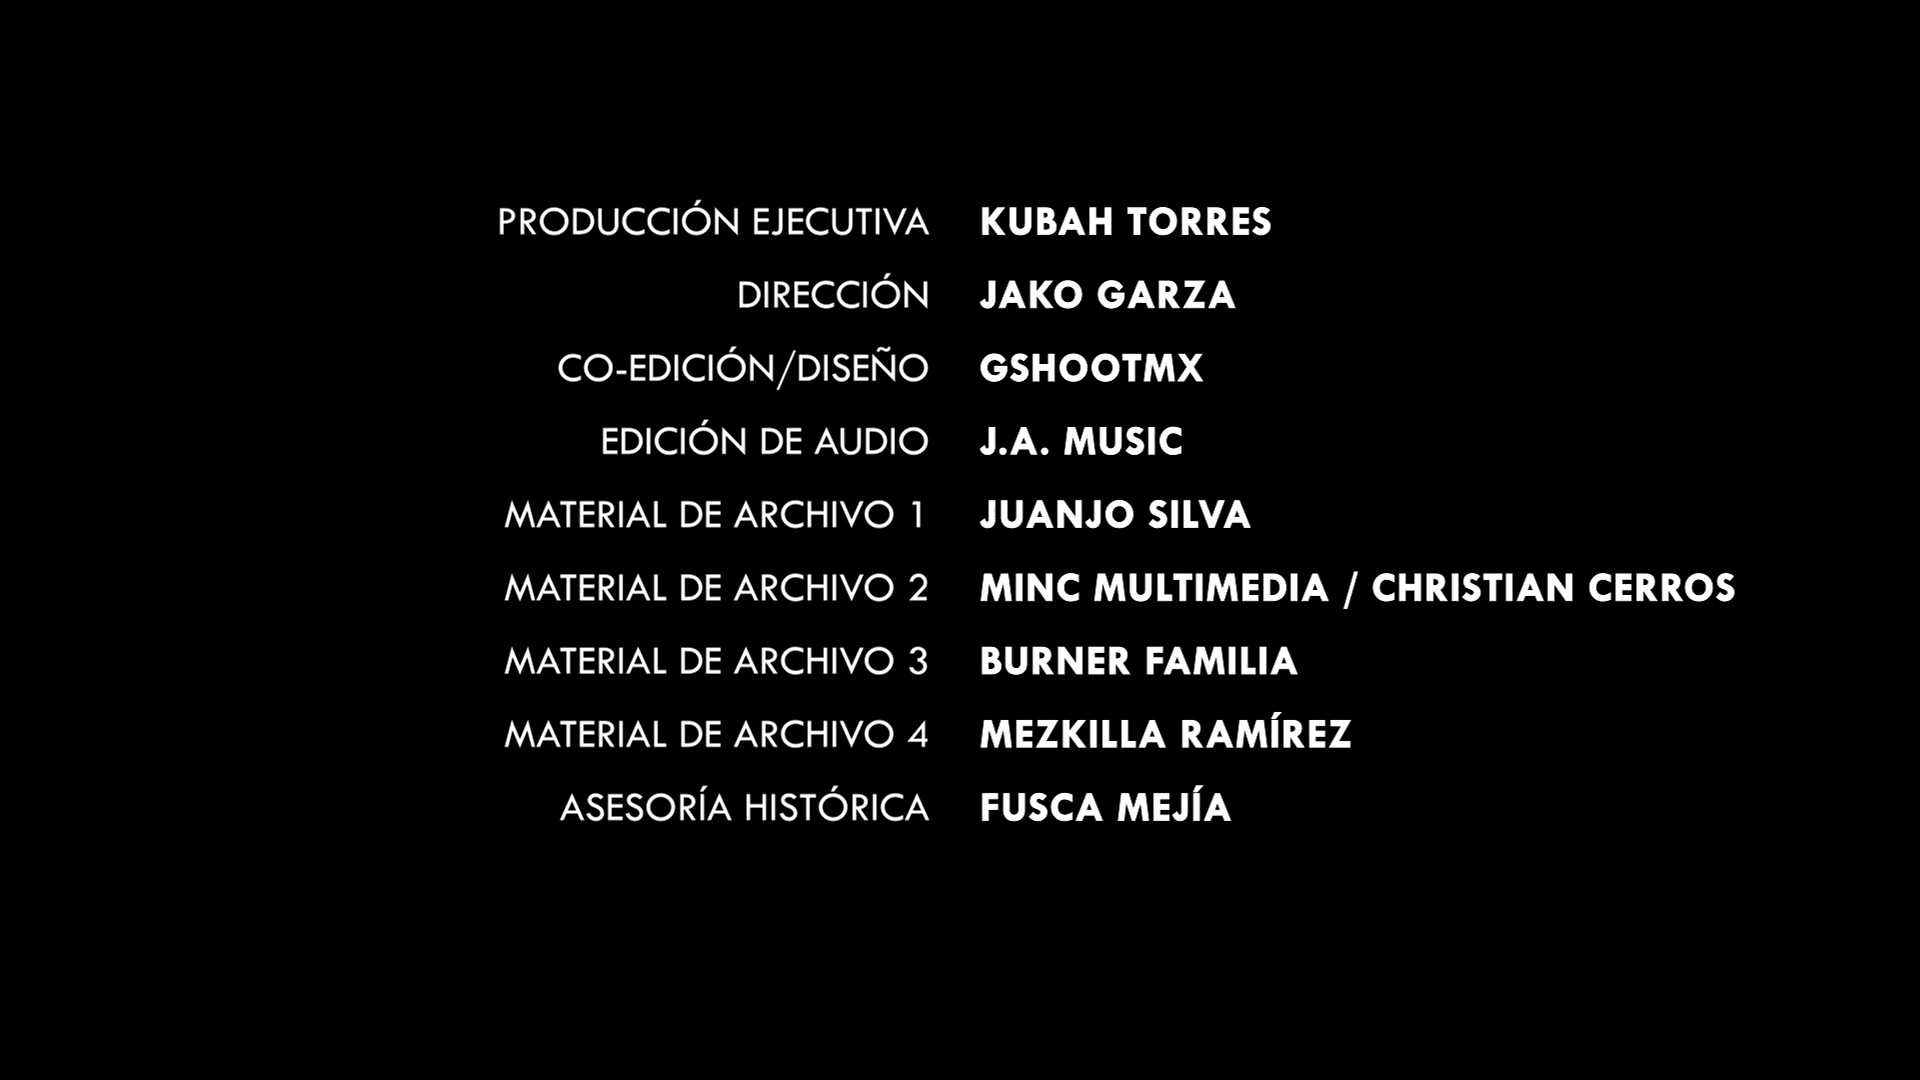 PRODUCCIÓN EJECUTIVA KUBAH TORRES
DIRECCIÓN JAKO GARZA
CO-EDICIÓN/DISEÑO GSHOOTMX
EDICIÓN DE AUDIO J.A. MUSIC
MATERIAL DE ARCHIVO 1 JUANJO SILVA
MATERIAL DE ARCHIVO 2 MINC MULTIMEDIA / CHRISTIAN CERROS
MATERIAL DE ARCHIVO 3 BURNER FAMILIA
MATERIAL DE ARCHIVO 4 MEZKILLA RAMÍREZ
ASESORÍA HISTÓRICA FUSCA MEJÍA